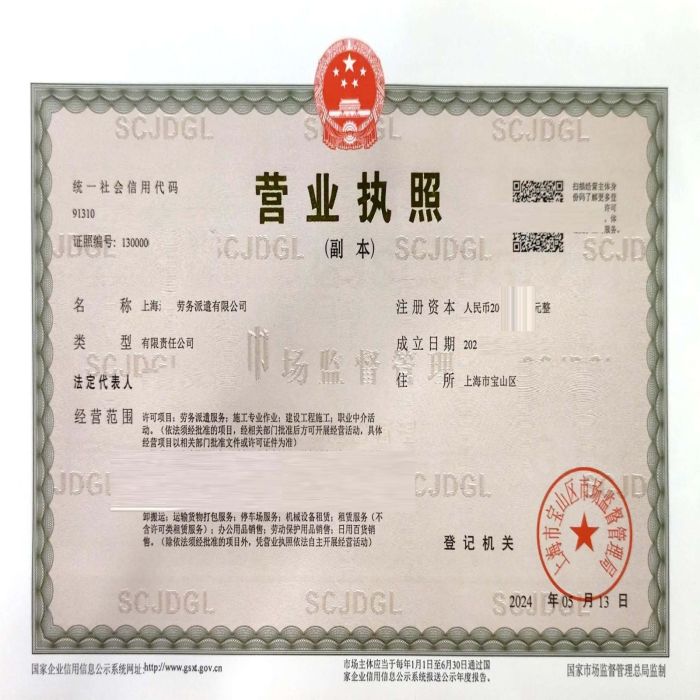 SCJDGL SCJDGL SCJDGL
统一社会信用代码
91310
证照编号：130000
营业执照
(副 本)
扫描经营主体身
份码了解更多登
许可
、体
服务。
SCJDGL SCJDGL SCJDGL
名 称 上海 劳务派遣有限公司
类 型 有限责任公司
法定代表人
经营范围 许可项目：劳务派遣服务；施工专业作业；建设工程施工；职业中介活
动。（依法须经批准的项目，经相关部门批准后方可开展经营活动，具体
经营项目以相关部门批准文件或许可证件为准）
卸搬运；运输货物打包服务；停车场服务；机械设备租赁；租赁服务（不
含许可类租赁服务）；办公用品销售；劳动保护用品销售；日用百货销
售。（除依法须经批准的项目外，凭营业执照依法自主开展经营活动）
注册资本 人民币20 元整
成立日期 202
住 所 上海市宝山区
市场监督管理
SCJDGL
登记机关
上海市宝山区市场监督管理局
2024 年 05 月 13 日
SCJDGL SCJDGL SCJDGL
国家企业信用信息公示系统网址:http://www.gsxt.gov.cn
市场主体应当于每年1月1日至6月30日通过国
家企业信用信息公示系统报送公示年度报告。
国家市场监督管理总局监制